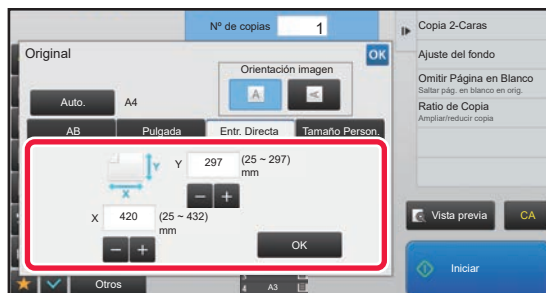 Nº de copias
1
Original
OK
Orientación imagen
A
A
Auto.
A4
AB
Pulgada
Entr. Directa
Tamaño Person.
Y
X
Y
297
(25 ~ 297)
mm
X
420
(25 ~ 432)
mm
OK
Otros
4 A3
Copia 2-Caras
Ajuste del fondo
Omitir Página en Blanco
Saltar pág. en blanco en orig.
Ratio de Copia
Ampliar/reducir copia
Vista previa
CA
Iniciar